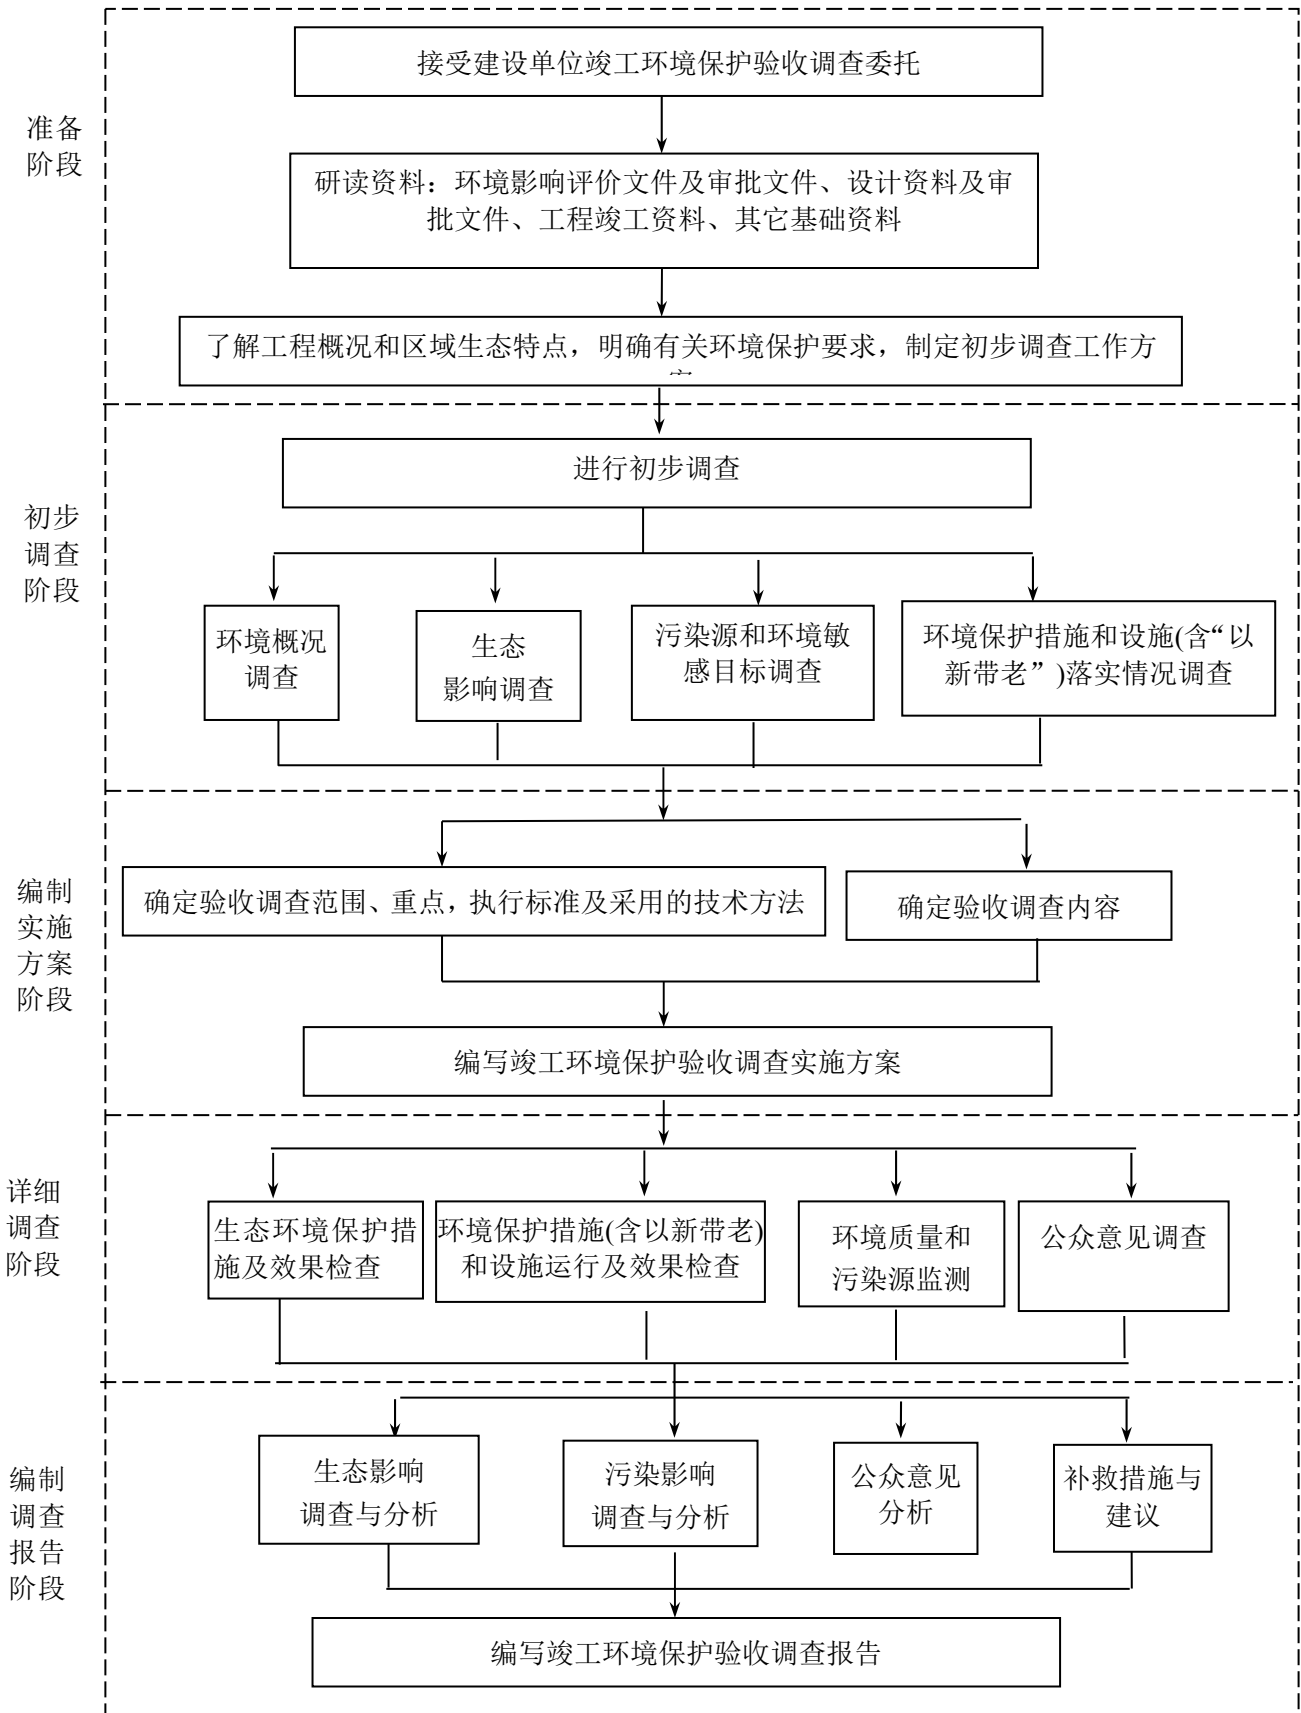 接受建设单位竣工环境保护验收调查委托
准备
阶段
研读资料：环境影响评价文件及审批文件、设计资料及审
批文件、工程竣工资料、其它基础资料
了解工程概况和区域生态特点，明确有关环境保护要求，制定初步调查工作方
进行初步调查
初步
调查
阶段
环境概况
调查
生态
影响调查
污染源和环境敏
感目标调查
环境保护措施和设施(含“以
新带老”)落实情况调查
编制
实施
方案
阶段
确定验收调查范围、重点，执行标准及采用的技术方法
确定验收调查内容
编写竣工环境保护验收调查实施方案
详细
调查
阶段
生态环境保护措
施及效果检查
环境保护措施(含以新带老)
和设施运行及效果检查
环境质量和
污染源监测
公众意见调查
编制
调查
报告
阶段
生态影响
调查与分析
污染影响
调查与分析
公众意见
分析
补救措施与
建议
编写竣工环境保护验收调查报告